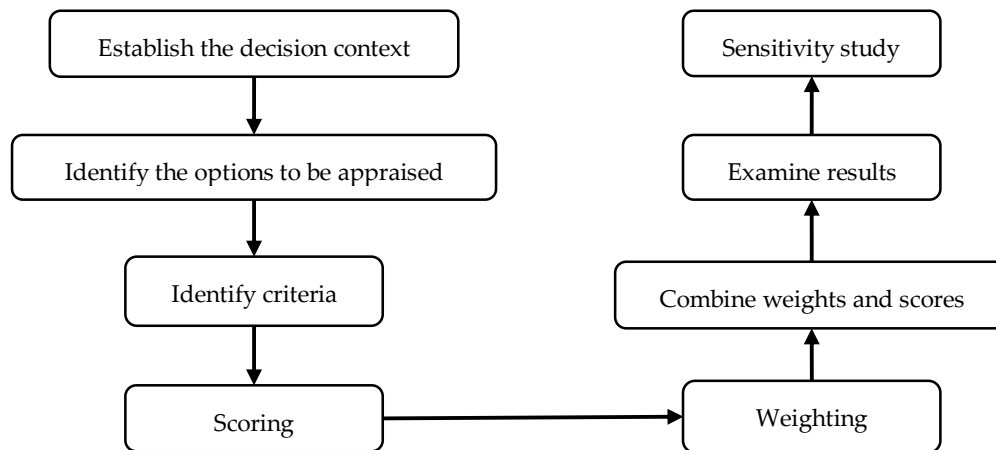 Establish the decision context
Identify the options to be appraised
Identify criteria
Scoring
Weighting
Combine weights and scores
Examine results
Sensitivity study